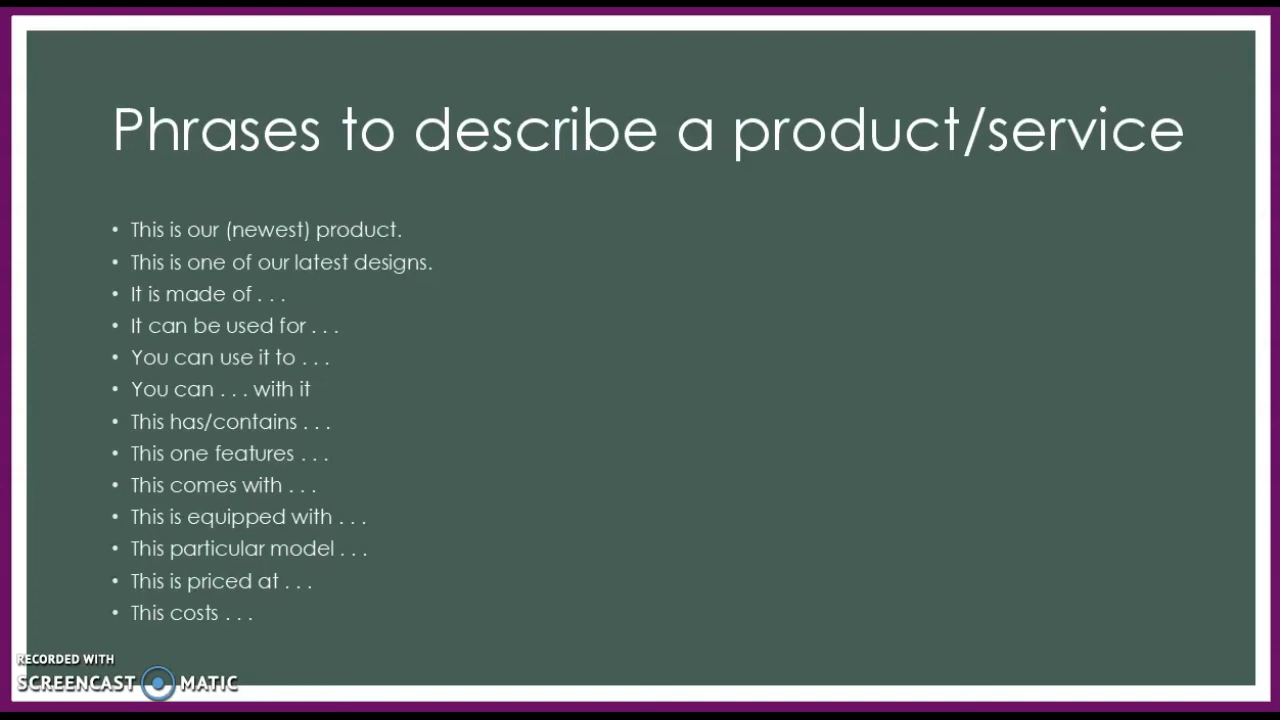 Phrases to describe a product/service
• This is our (newest) product.
• This is one of our latest designs.
• It is made of . . .
• It can be used for . . .
• You can use it to . . .
• You can . . . with it
• This has/contains . . .
• This one features . . .
• This comes with . . .
• This is equipped with . . .
• This particular model . . .
• This is priced at . . .
• This costs . . .
RECORDED WITH
SCREENCAST MATIC